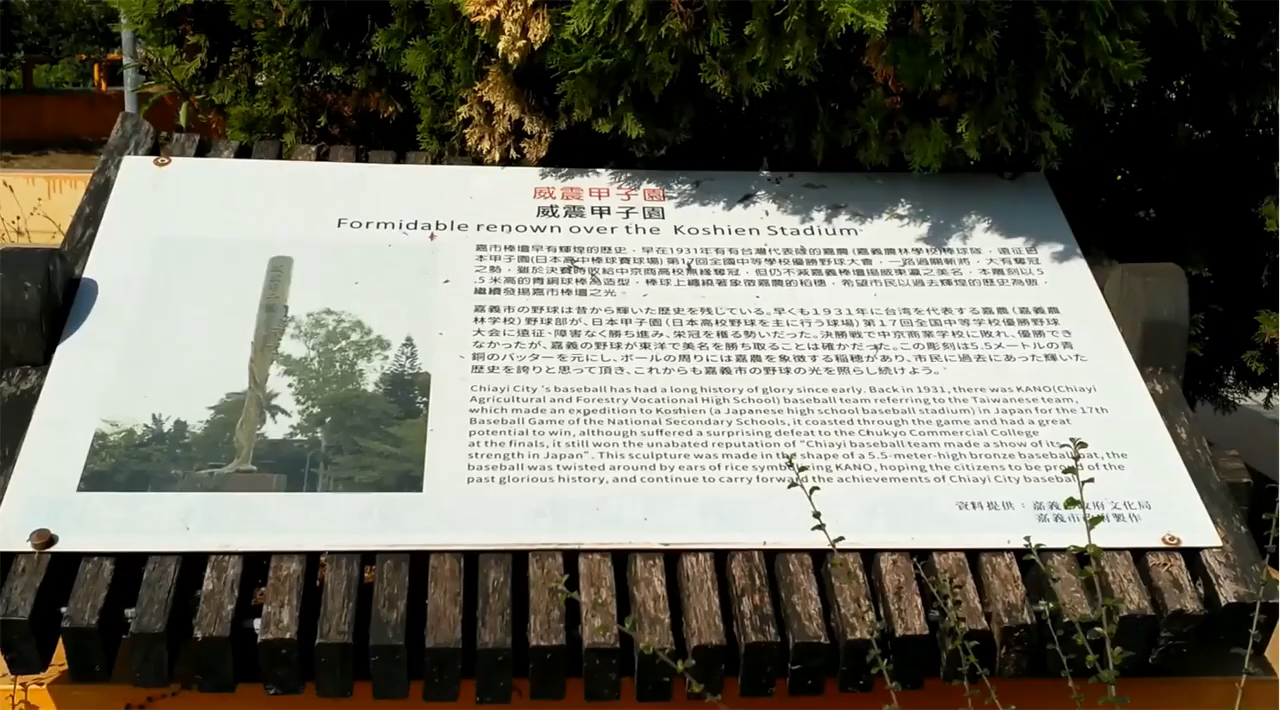 威震甲子園
威震甲子園
Formidable renown over the Koshien Stadium
嘉市棒壇早有輝煌的歷史，早在1931年有有台灣代表隊的嘉農(嘉義農林學校)棒球隊，遠征日
本甲子園(日本高中棒球賽球場)第17回全國中等學校優勝野球大會，一路過關斬將，大有奪冠
之勢，雖於決賽時敗給中京商高校無緣奪冠，但仍不減嘉義棒壇揚威東瀛之美名，本雕刻以5
.5米高的青銅球棒為造型，棒球上纏繞著象徵嘉農的稻穗，希望市民以過去輝煌的歷史為傲，
繼續發揚嘉市棒壇之光。
嘉義市の野球は昔から輝いた歴史を残している。早くも1931年に台湾を代表する嘉農(嘉義農
林学校)野球部が、日本甲子園(日本高校野球を主に行う球場)第17回全国中等学校優勝野球
大会に遠征、障害なく勝ち進み、栄冠を獲る勢いだった。決勝戦で中京商業学校に敗れ、優勝でき
なかったが、嘉義の野球が東洋で美名を勝ち取ることは確かだった。この彫刻は5.5メートルの青
銅のバッターを元にし、ボールの周りには嘉農を象徴する稲穂があり、市民に過去にあった輝いた
歴史を誇りと思って頂き、これからも嘉義市の野球の光を照らし続けよう。
Chiayi City 's baseball has had a long history of glory since early. Back in 1931, there was KANO(Chiayi
Agricultural and Forestry Vocational High School) baseball team referring to the Taiwanese team,
which made an expedition to Koshien (a Japanese high school baseball stadium) in Japan for the 17th
Baseball Game of the National Secondary Schools, it coasted through the game and had a great
potential to win, although suffered a surprising defeat to the Chukyo Commercial College
at the finals, it still won the unabated reputation of "Chiayi baseball team made a show of its
strength in Japan". This sculpture was made in the shape of a 5.5-meter-high bronze baseball bat, the
baseball was twisted around by ears of rice symbolizing KANO, hoping the citizens to be proud of the
past glorious history, and continue to carry forward the achievements of Chiayi City baseball
資料提供：嘉義市政府文化局
嘉義市政府製作